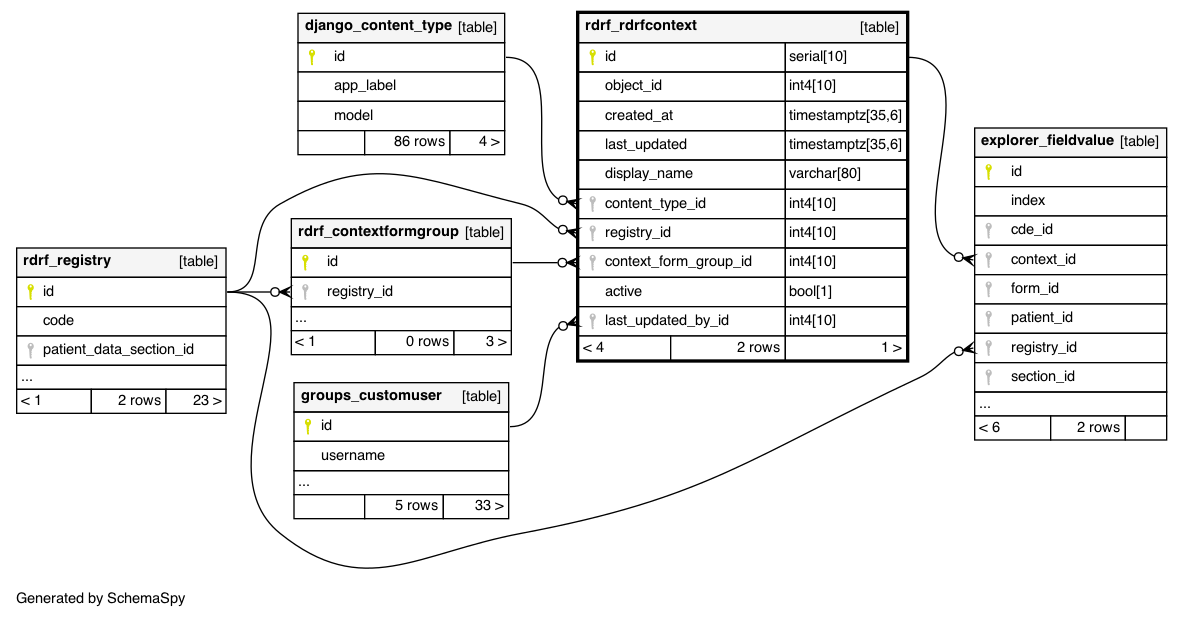 django_content_type [table]
id
app_label
model
86 rows 4 >
rdrf_rdrfcontext [table]
id serial[10]
object_id int4[10]
created_at timestamptz[35,6]
last_updated timestamptz[35,6]
display_name varchar[80]
content_type_id int4[10]
registry_id int4[10]
context_form_group_id int4[10]
active bool[1]
last_updated_by_id int4[10]
< 4 2 rows 1 >
explorer_fieldvalue [table]
id
index
cde_id
context_id
form_id
patient_id
registry_id
section_id
...
< 6 2 rows
rdrf_contextformgroup [table]
id
registry_id
...
< 1 0 rows 3 >
rdrf_registry [table]
id
code
patient_data_section_id
...
< 1 2 rows 23 >
groups_customuser [table]
id
username
...
5 rows 33 >
Generated by SchemaSpy